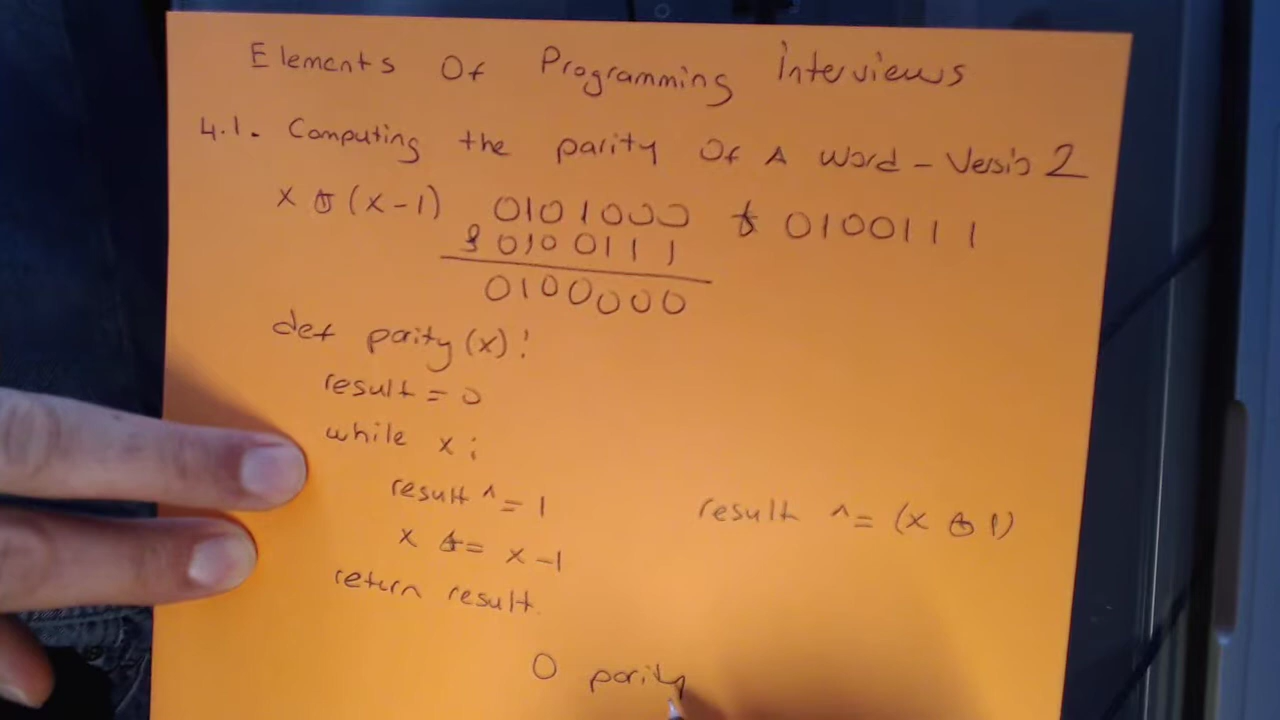 Elements Of Programming Interviews
4.1. Computing the parity Of A Word - Versio 2
x & (x-1) 0101000 & 0100111
& 0100111
0100000
def parity(x):
result = 0
while x:
result ^= 1 result ^= (x & 1)
x &= x-1
return result.
0 parity